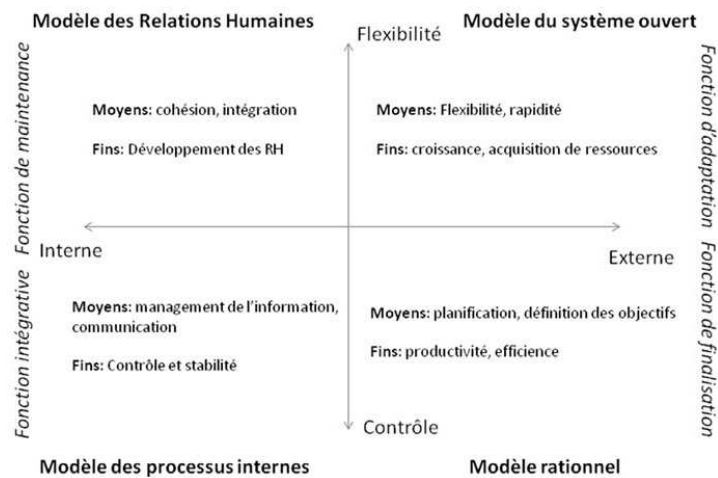 Modèle des Relations Humaines
Modèle du système ouvert
Flexibilité
Fonction de maintenance
Moyens: cohésion, intégration
Fins: Développement des RH
Moyens: Flexibilité, rapidité
Fins: croissance, acquisition de ressources
Fonction d'adaptation
Interne
Externe
Fonction intégrative
Moyens: management de l'information,
communication
Fins: Contrôle et stabilité
Moyens: planification, définition des objectifs
Fins: productivité, efficience
Fonction de finalisation
Contrôle
Modèle des processus internes
Modèle rationnel